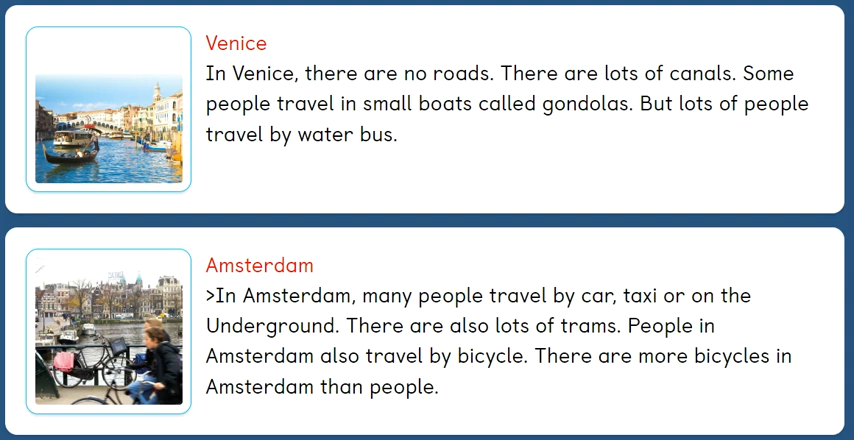 Venice
In Venice, there are no roads. There are lots of canals. Some
people travel in small boats called gondolas. But lots of people
travel by water bus.
Amsterdam
>In Amsterdam, many people travel by car, taxi or on the
Underground. There are also lots of trams. People in
Amsterdam also travel by bicycle. There are more bicycles in
Amsterdam than people.